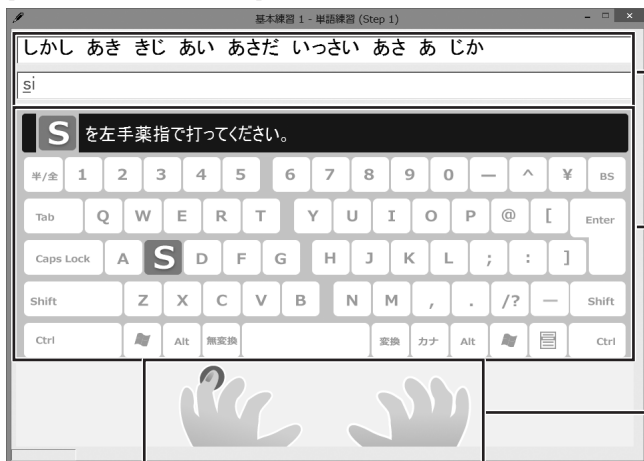 基本練習 1 - 単語練習 (Step 1)
しかし あき きじ あい あさだ いっさい あさ あ じか
si
S を左手薬指で打ってください。
半/全 1 2 3 4 5 6 7 8 9 0 — ^ ¥ BS
Tab Q W E R T Y U I O P @ [ Enter
Caps Lock A S D F G H J K L ; : ]
Shift Z X C V B N M , . /? — Shift
Ctrl Alt 無変換 変換 カナ Alt Ctrl